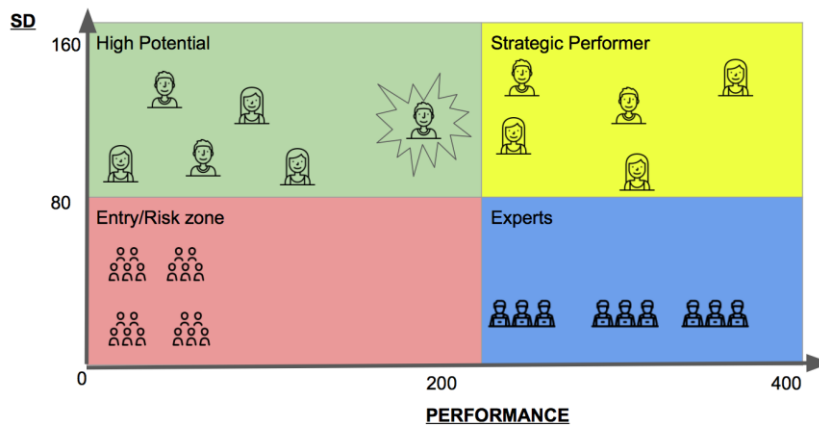 SD
160
High Potential
Strategic Performer
80
Entry/Risk zone
Experts
0
200
400
PERFORMANCE